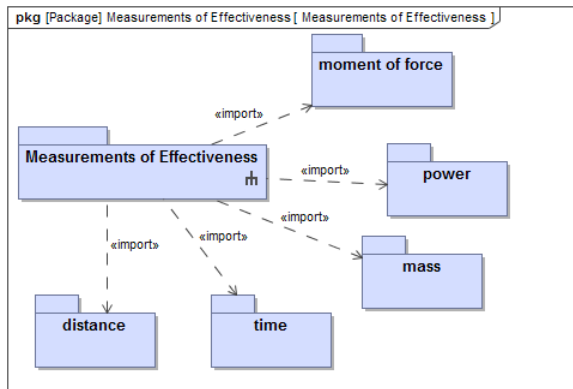 pkg [Package] Measurements of Effectiveness [ Measurements of Effectiveness ]
moment of force
«import»
Measurements of Effectiveness
«import»
power
«import»
«import»
«import»
mass
distance
time